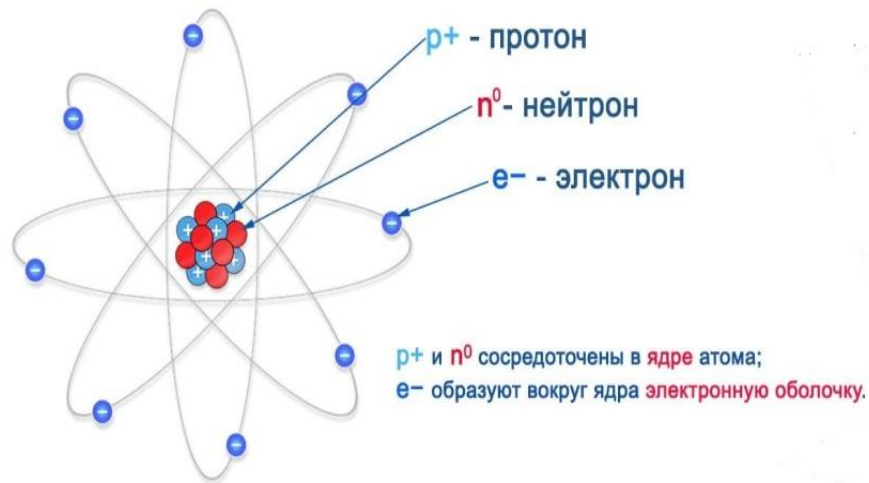 p+ - протон
n⁰- нейтрон
e− - электрон
p+ и n⁰ сосредоточены в ядре атома;
e− образуют вокруг ядра электронную оболочку.